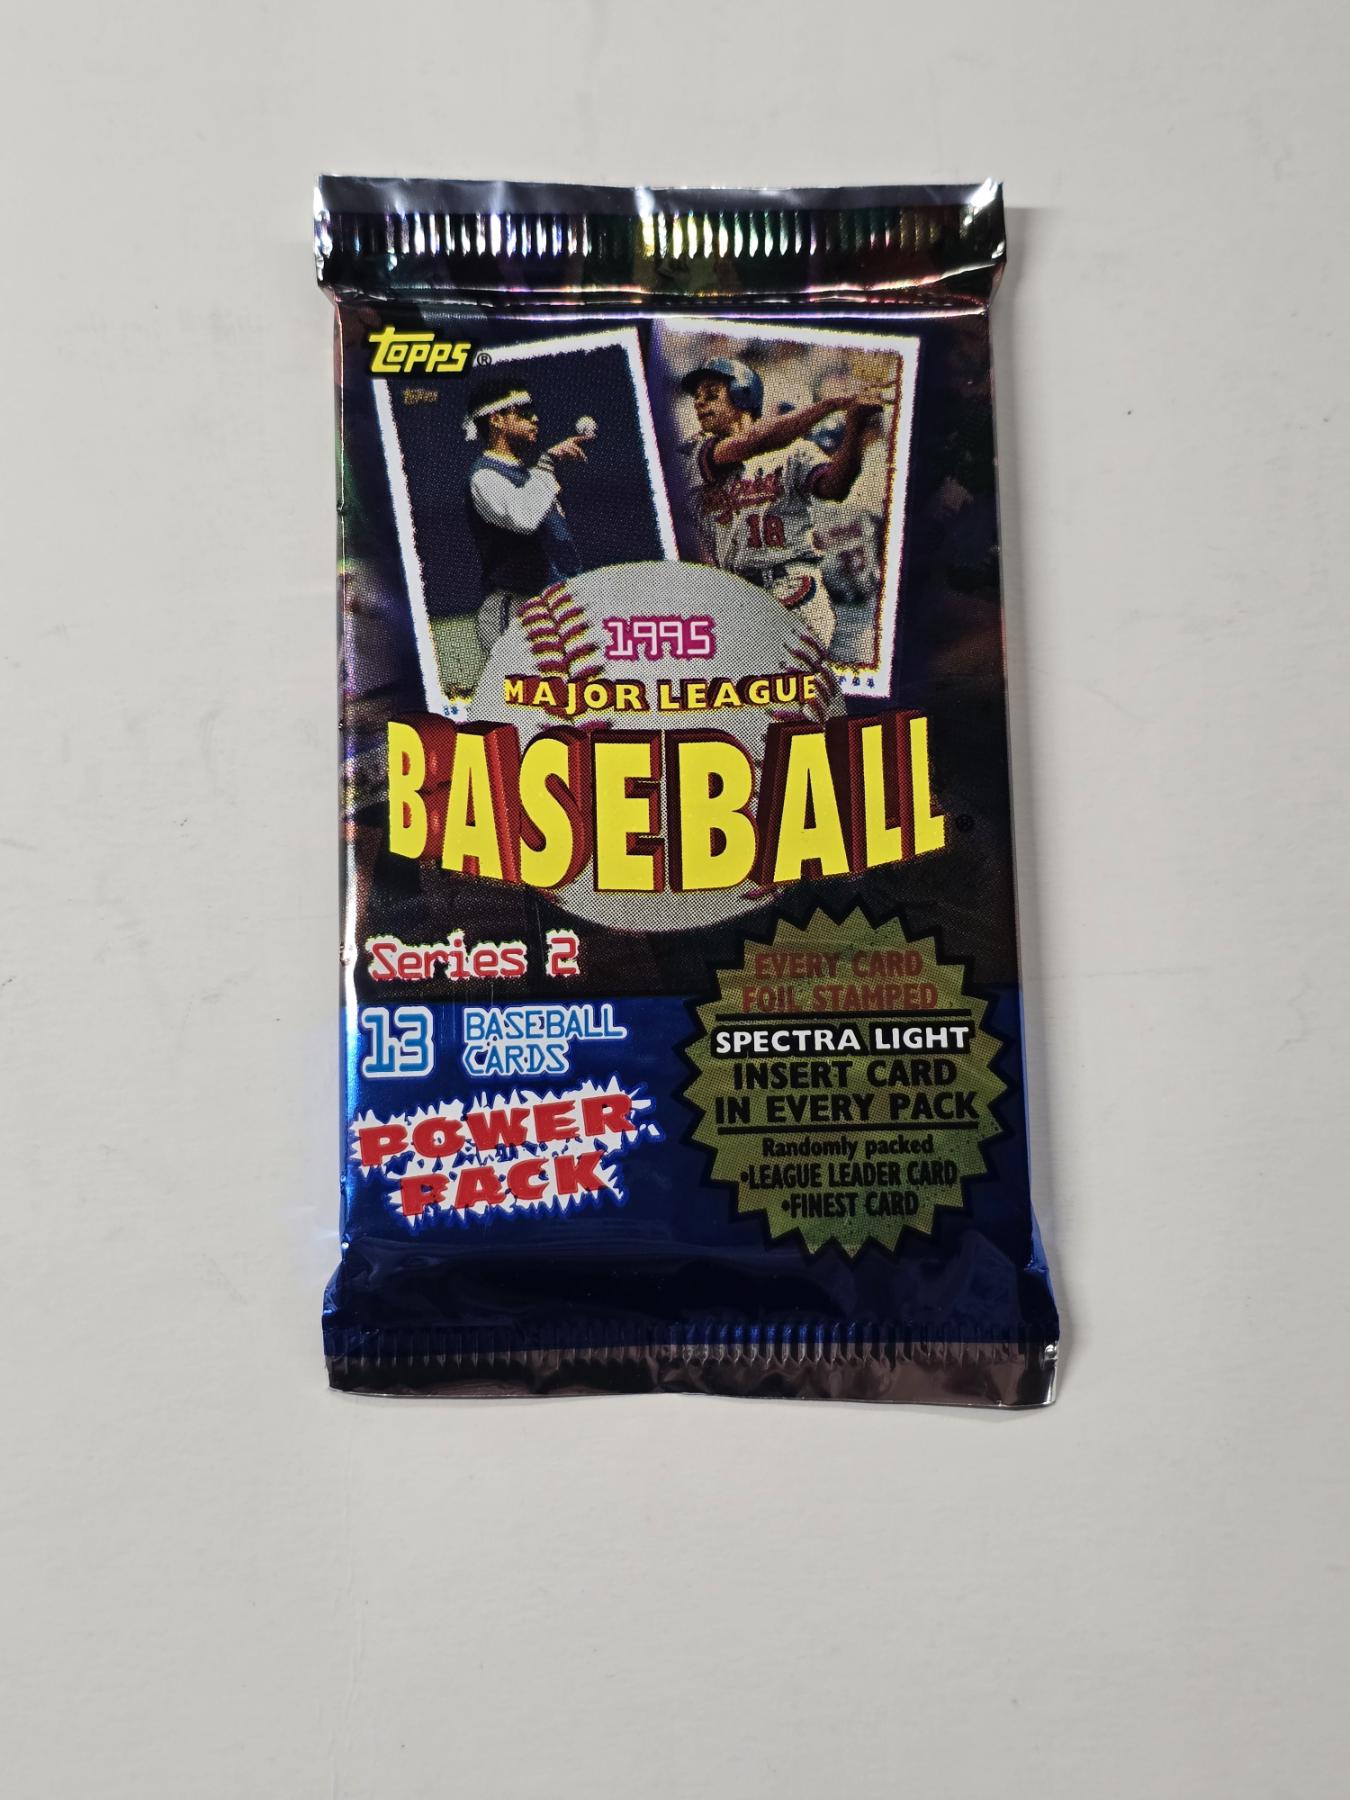 topps®
1995
MAJOR LEAGUE
BASEBALL®
Series 2
13 BASEBALL
CARDS
POWER
PACK
EVERY CARD
FOIL STAMPED
SPECTRA LIGHT
INSERT CARD
IN EVERY PACK
Randomly packed
•LEAGUE LEADER CARD
•FINEST CARD
18